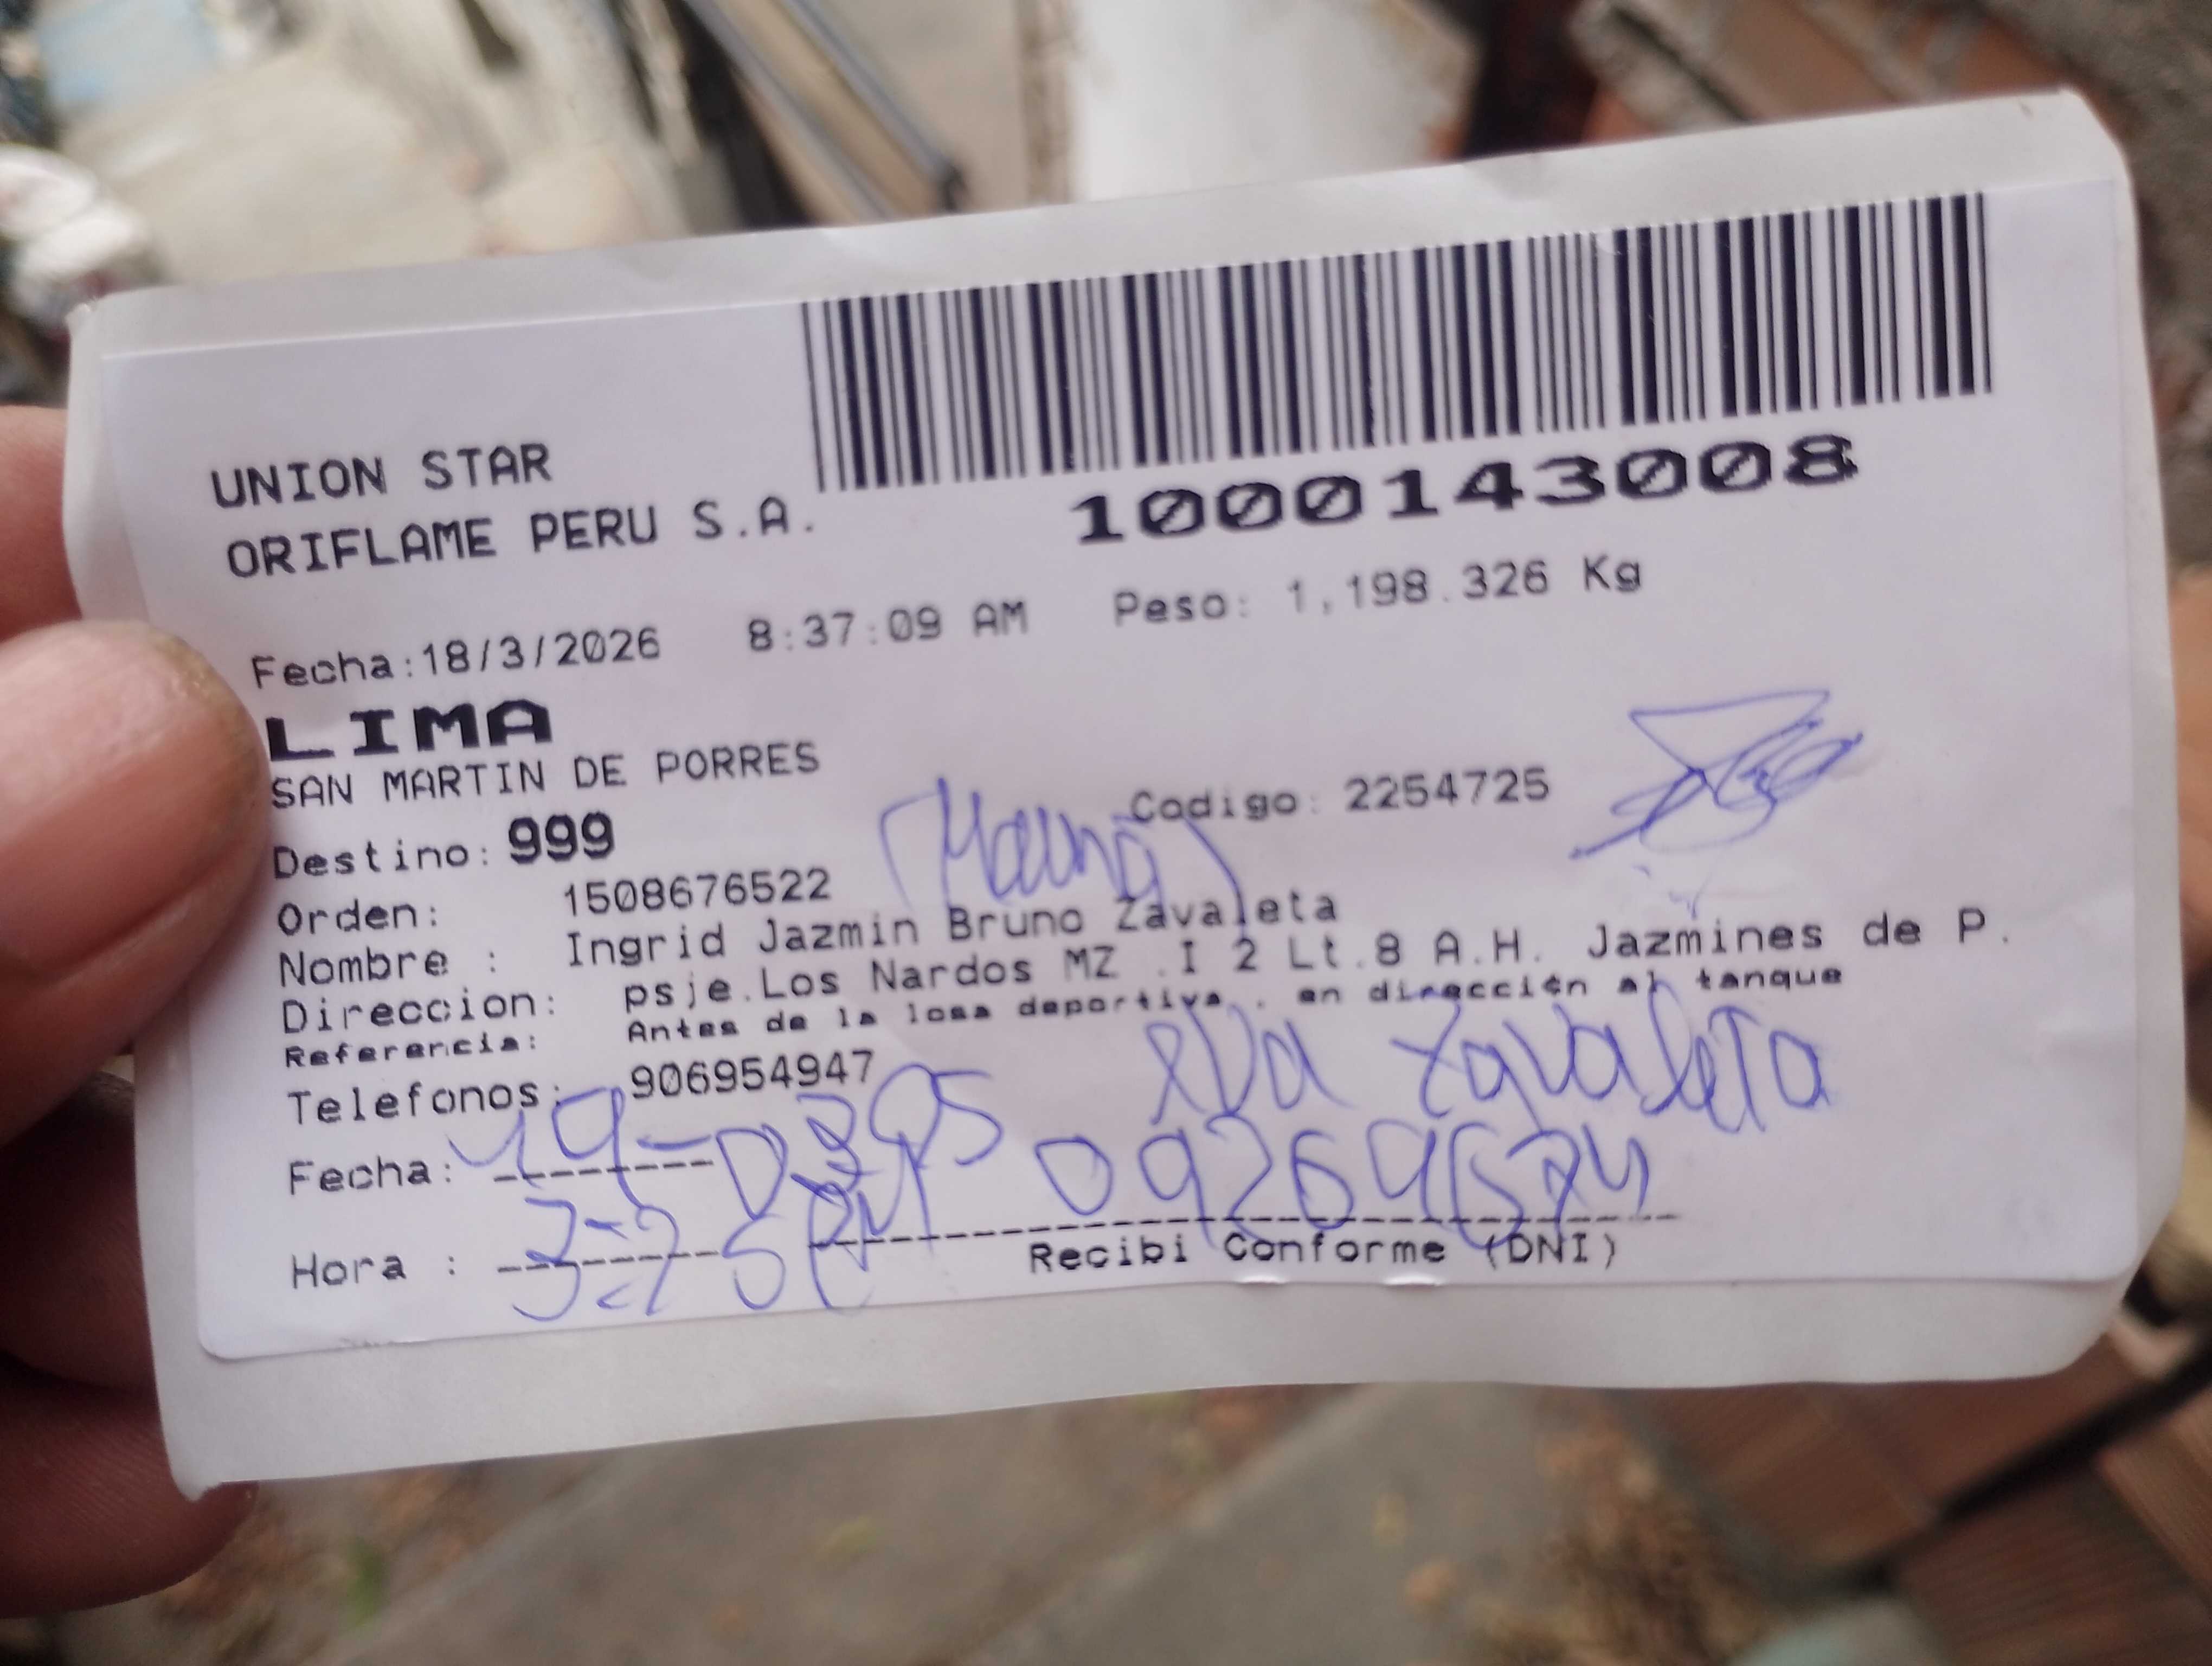 UNION STAR
ORIFLAME PERU S.A.
1000143008
Fecha:18/3/2026 8:37:09 AM Peso: 1,198.326 Kg
LIMA
SAN MARTIN DE PORRES
Destino: 999 Codigo: 2254725
Orden: 1508676522
Nombre : Ingrid Jazmin Bruno Zavaleta
Direccion: psje.Los Nardos MZ .I 2 Lt.8 A.H. Jazmines de P.
Referencia: Antes de la losa deportiva., en dirección al tanque
Telefonos: 906954947
Zavaleta
Fecha:
Hora :
Recibi Conforme (DNI)